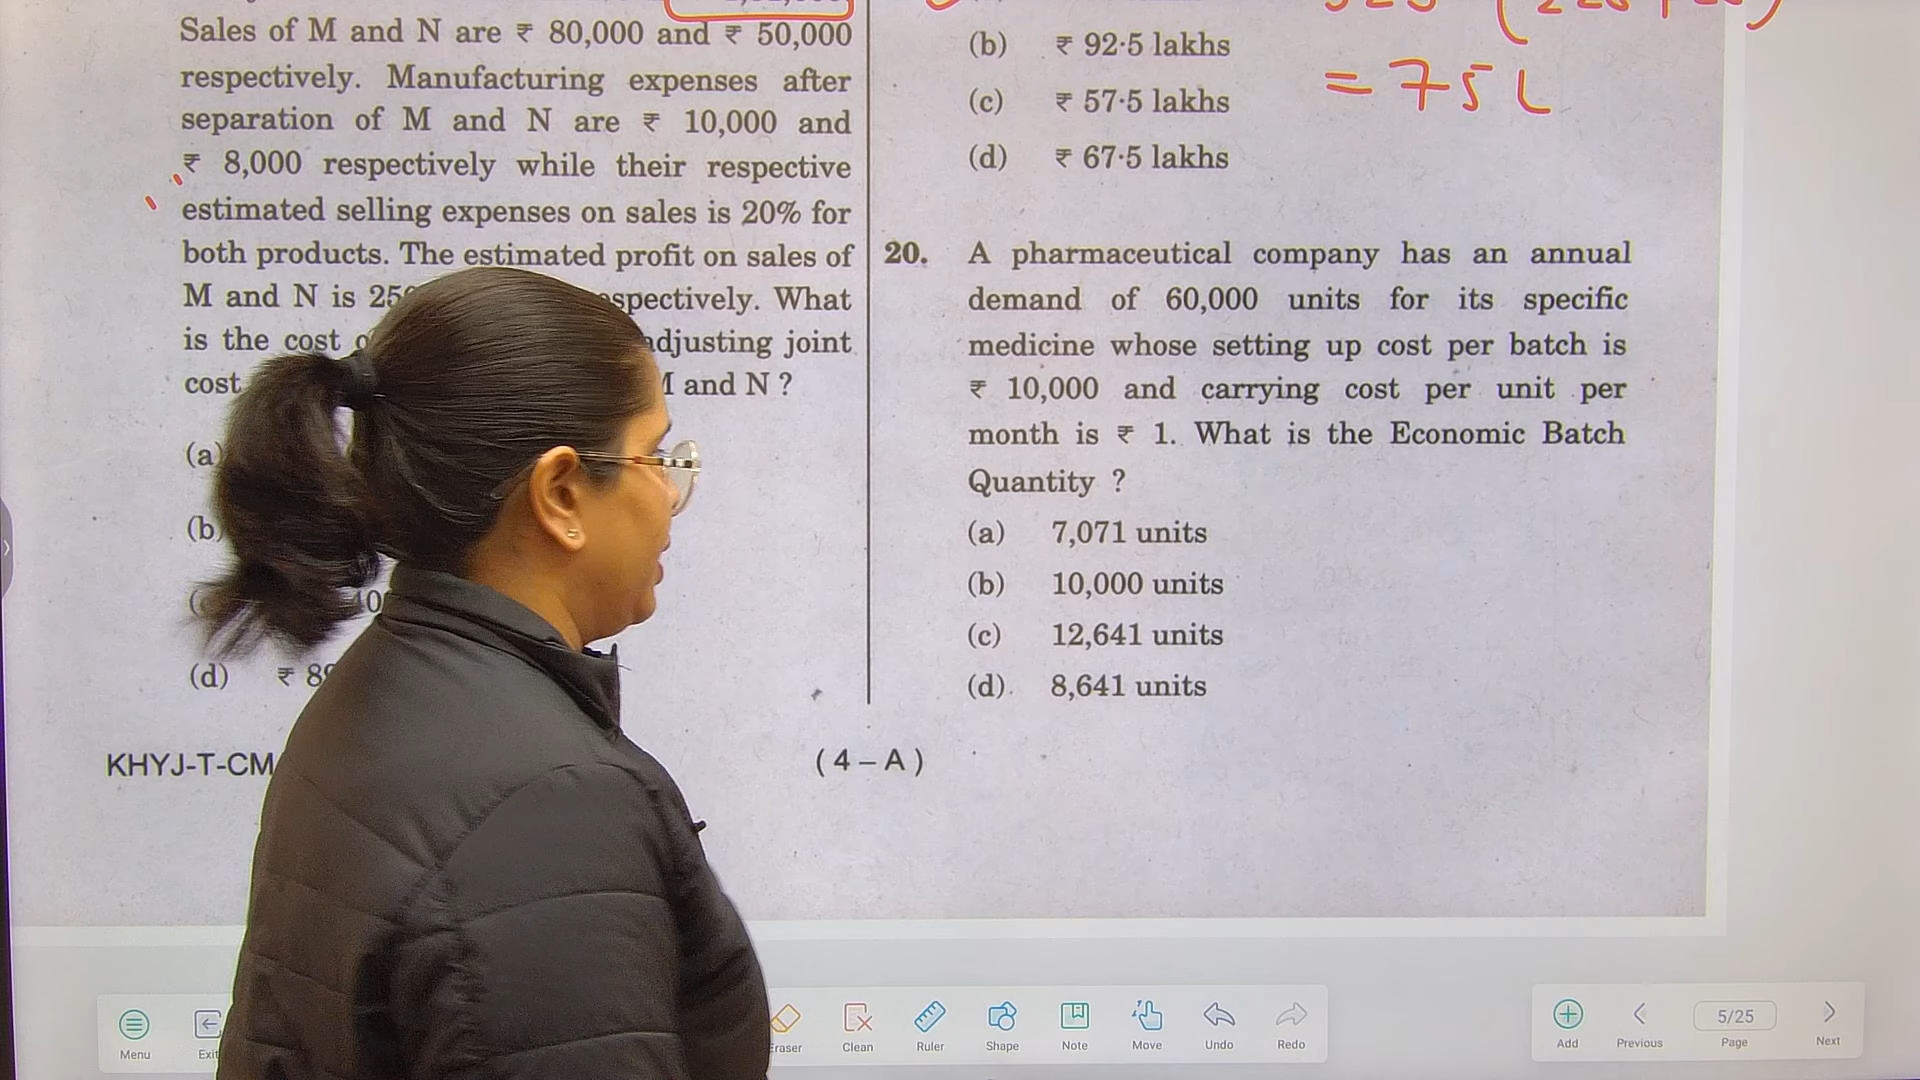 Sales of M and N are ₹ 80,000 and ₹ 50,000
respectively. Manufacturing expenses after
separation of M and N are ₹ 10,000 and
₹ 8,000 respectively while their respective
estimated selling expenses on sales is 20% for
both products. The estimated profit on sales of
M and N is 25 spectively. What
is the cost adjusting joint
cost M and N ?
(a)
(b)
(d) ₹ 8
KHYJ-T-CM
( 4 – A )
(b) ₹ 92·5 lakhs
(c) ₹ 57·5 lakhs
(d) ₹ 67·5 lakhs
= 75 L
20. A pharmaceutical company has an annual
demand of 60,000 units for its specific
medicine whose setting up cost per batch is
₹ 10,000 and carrying cost per unit per
month is ₹ 1. What is the Economic Batch
Quantity ?
(a) 7,071 units
(b) 10,000 units
(c) 12,641 units
(d) 8,641 units
Menu Exit Eraser Clean Ruler Shape Note Move Undo Redo
Add Previous 5/25 Page Next